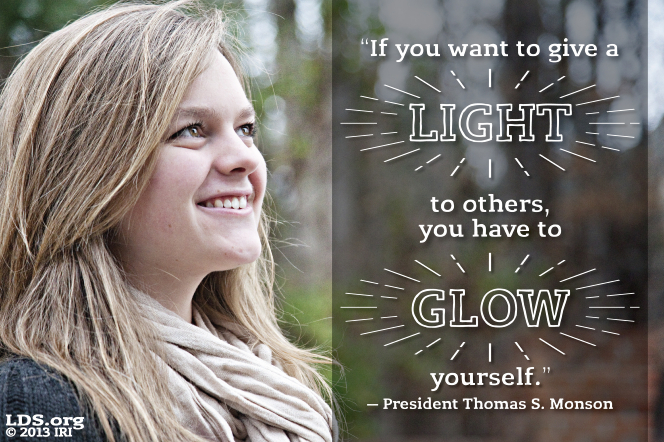 “If you want to give a
LIGHT
to others,
you have to
GLOW
yourself.”
– President Thomas S. Monson
LDS.org
© 2013 IRI